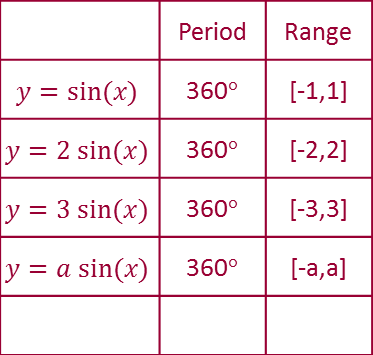 Period Range
y = sin(x) 360° [-1,1]
y = 2 sin(x) 360° [-2,2]
y = 3 sin(x) 360° [-3,3]
y = a sin(x) 360° [-a,a]